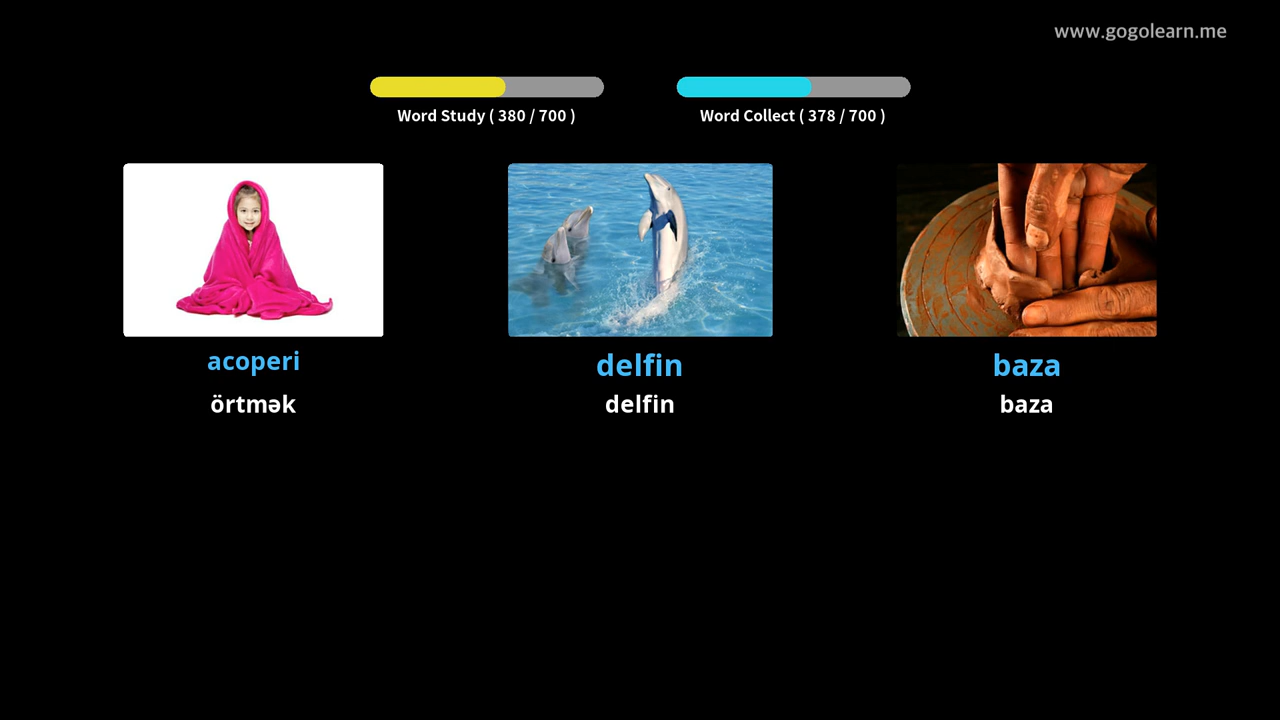 www.gogolearn.me
Word Study ( 380 / 700 )
Word Collect ( 378 / 700 )
acoperi
örtmək
delfin
delfin
baza
baza